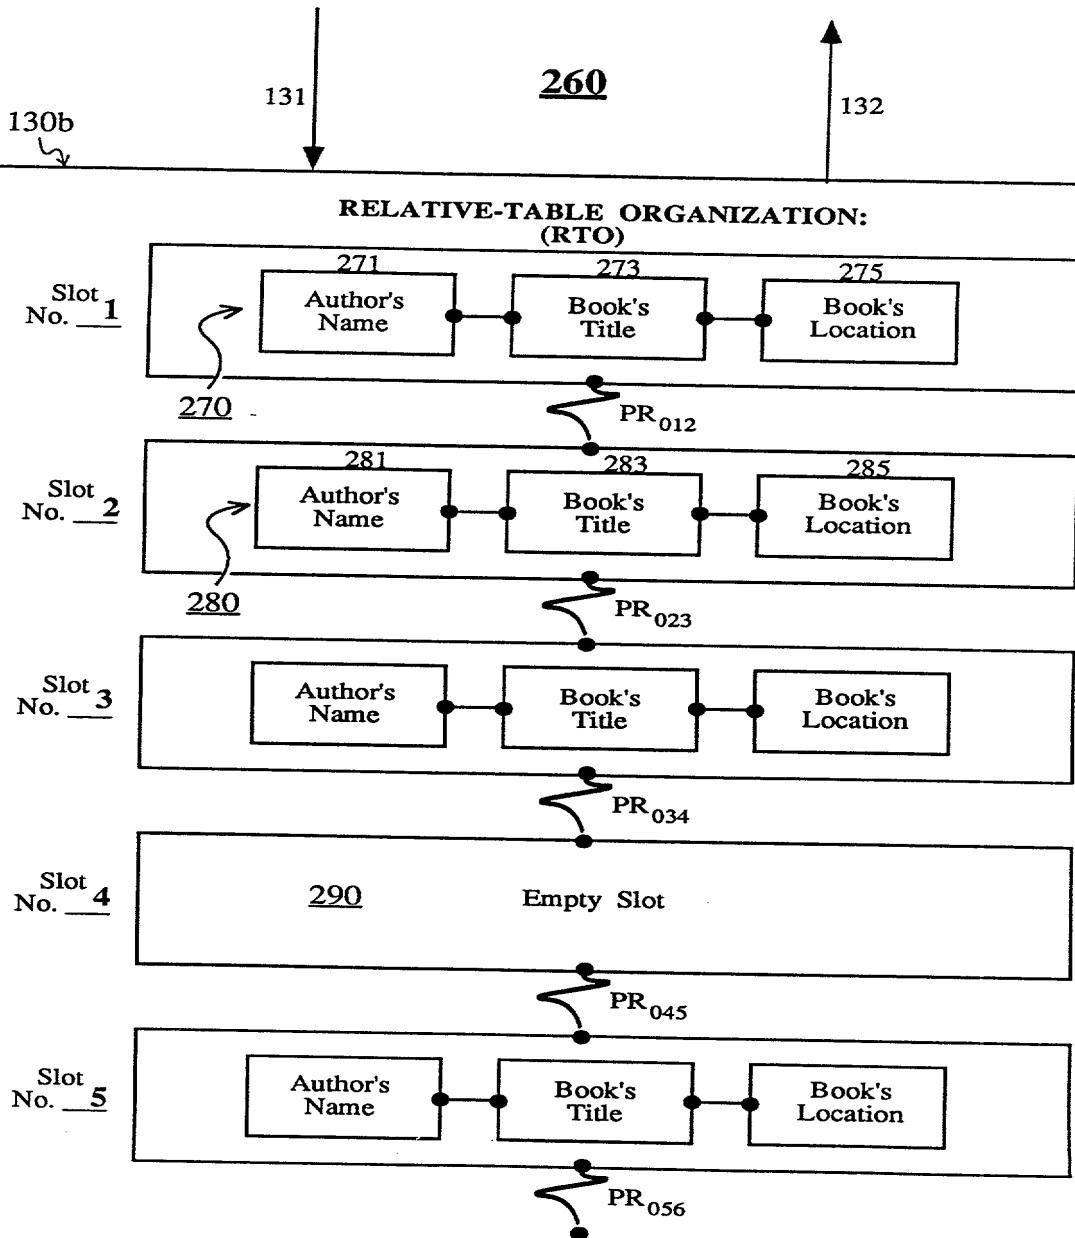 260
131
132
130b
RELATIVE-TABLE ORGANIZATION:
(RTO)
Slot
No. 1
271
Author's
Name
273
Book's
Title
275
Book's
Location
270
PR012
Slot
No. 2
281
Author's
Name
283
Book's
Title
285
Book's
Location
280
PR023
Slot
No. 3
Author's
Name
Book's
Title
Book's
Location
PR034
Slot
No. 4
290
Empty Slot
PR045
Slot
No. 5
Author's
Name
Book's
Title
Book's
Location
PR056